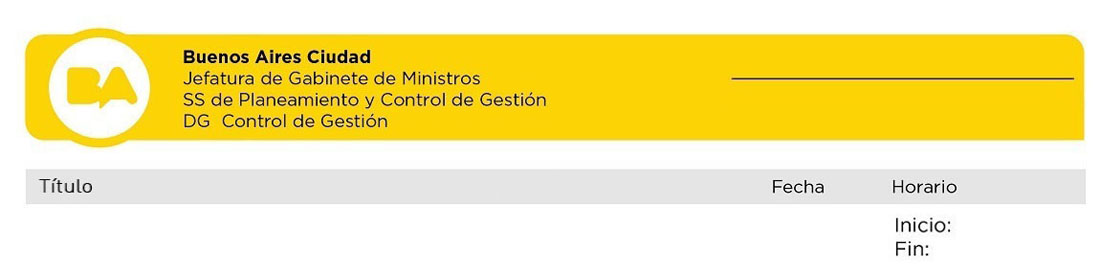 BA
Buenos Aires Ciudad
Jefatura de Gabinete de Ministros
SS de Planeamiento y Control de Gestión
DG  Control de Gestión
Título Fecha Horario
Inicio:
Fin: